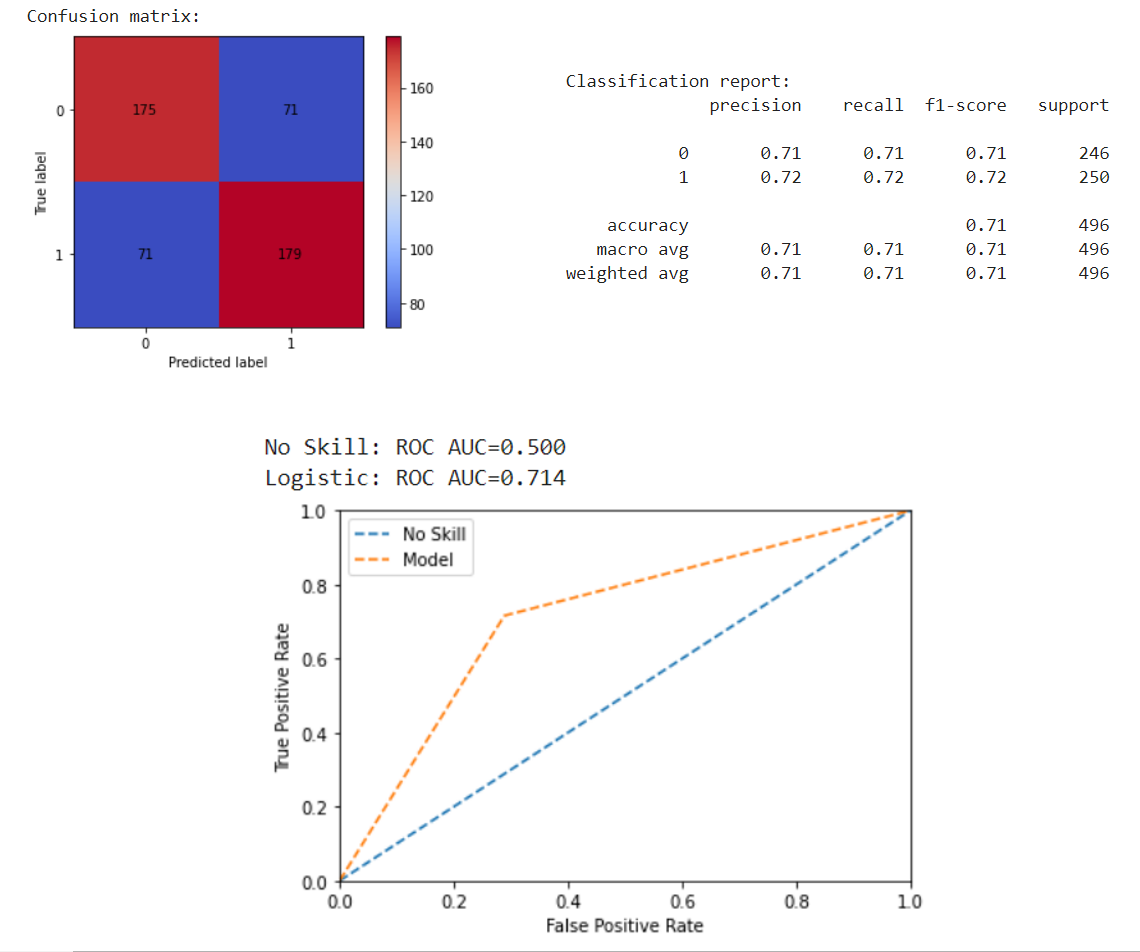 Confusion matrix:
0
175
71
160
140
120
100
80
True label
1
71
179
0
1
Predicted label
Classification report:
precision recall f1-score support
0 0.71 0.71 0.71 246
1 0.72 0.72 0.72 250
accuracy 0.71 496
macro avg 0.71 0.71 0.71 496
weighted avg 0.71 0.71 0.71 496
No Skill: ROC AUC=0.500
Logistic: ROC AUC=0.714
1.0
0.8
0.6
0.4
0.2
0.0
No Skill
Model
True Positive Rate
0.0 0.2 0.4 0.6 0.8 1.0
False Positive Rate